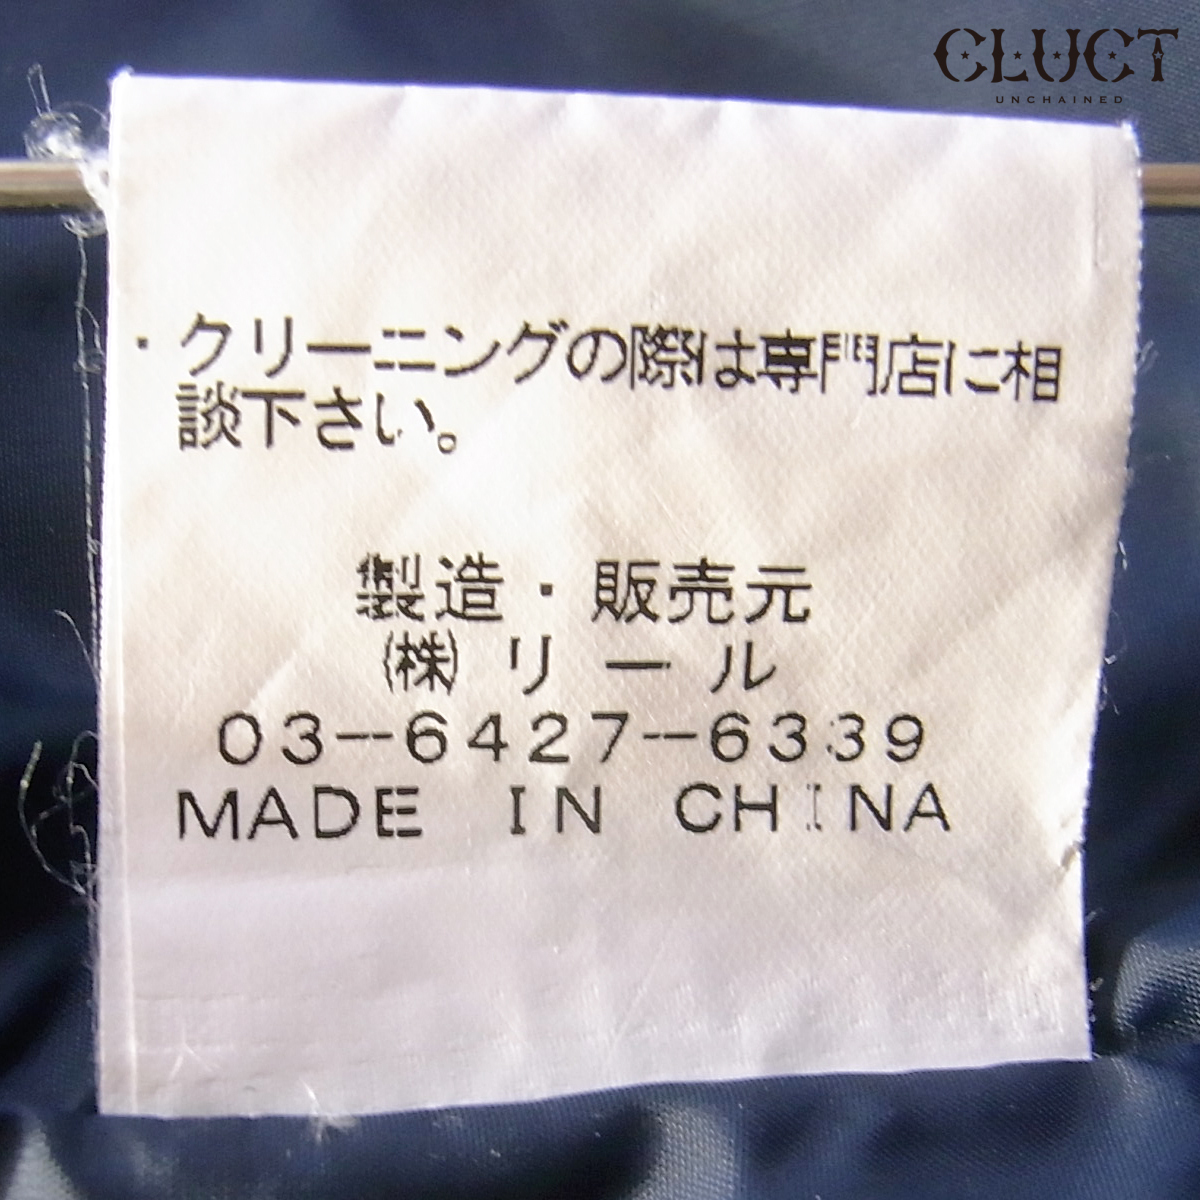 CLUCT
UNCHAINED
・クリーニングの際は専門店に相
談下さい。
製造・販売元
(株)リール
03-6427-6339
MADE IN CHINA